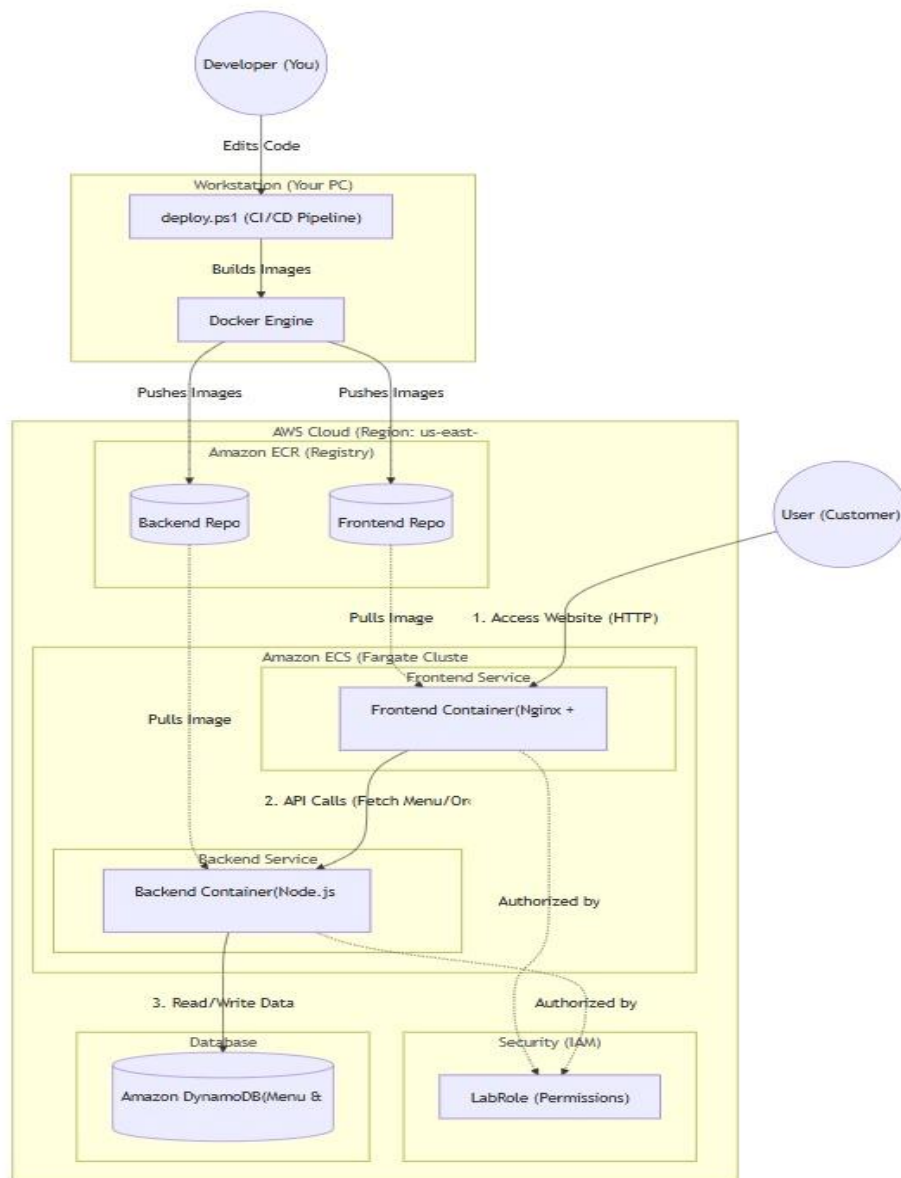 Developer (You)
Edits Code
Workstation (Your PC)
deploy.ps1 (CI/CD Pipeline)
Builds Images
Docker Engine
Pushes Images
Pushes Images
AWS Cloud (Region: us-east-
Amazon ECR (Registry)
Backend Repo
Frontend Repo
User (Customer)
Pulls Image
1. Access Website (HTTP)
Amazon ECS (Fargate Cluste
Frontend Service
Frontend Container(Nginx +
Pulls Image
2. API Calls (Fetch Menu/Or
Backend Service
Backend Container(Node.js
Authorized by
3. Read/Write Data
Authorized by
Database
Security (IAM)
Amazon DynamoDB(Menu &
LabRole (Permissions)